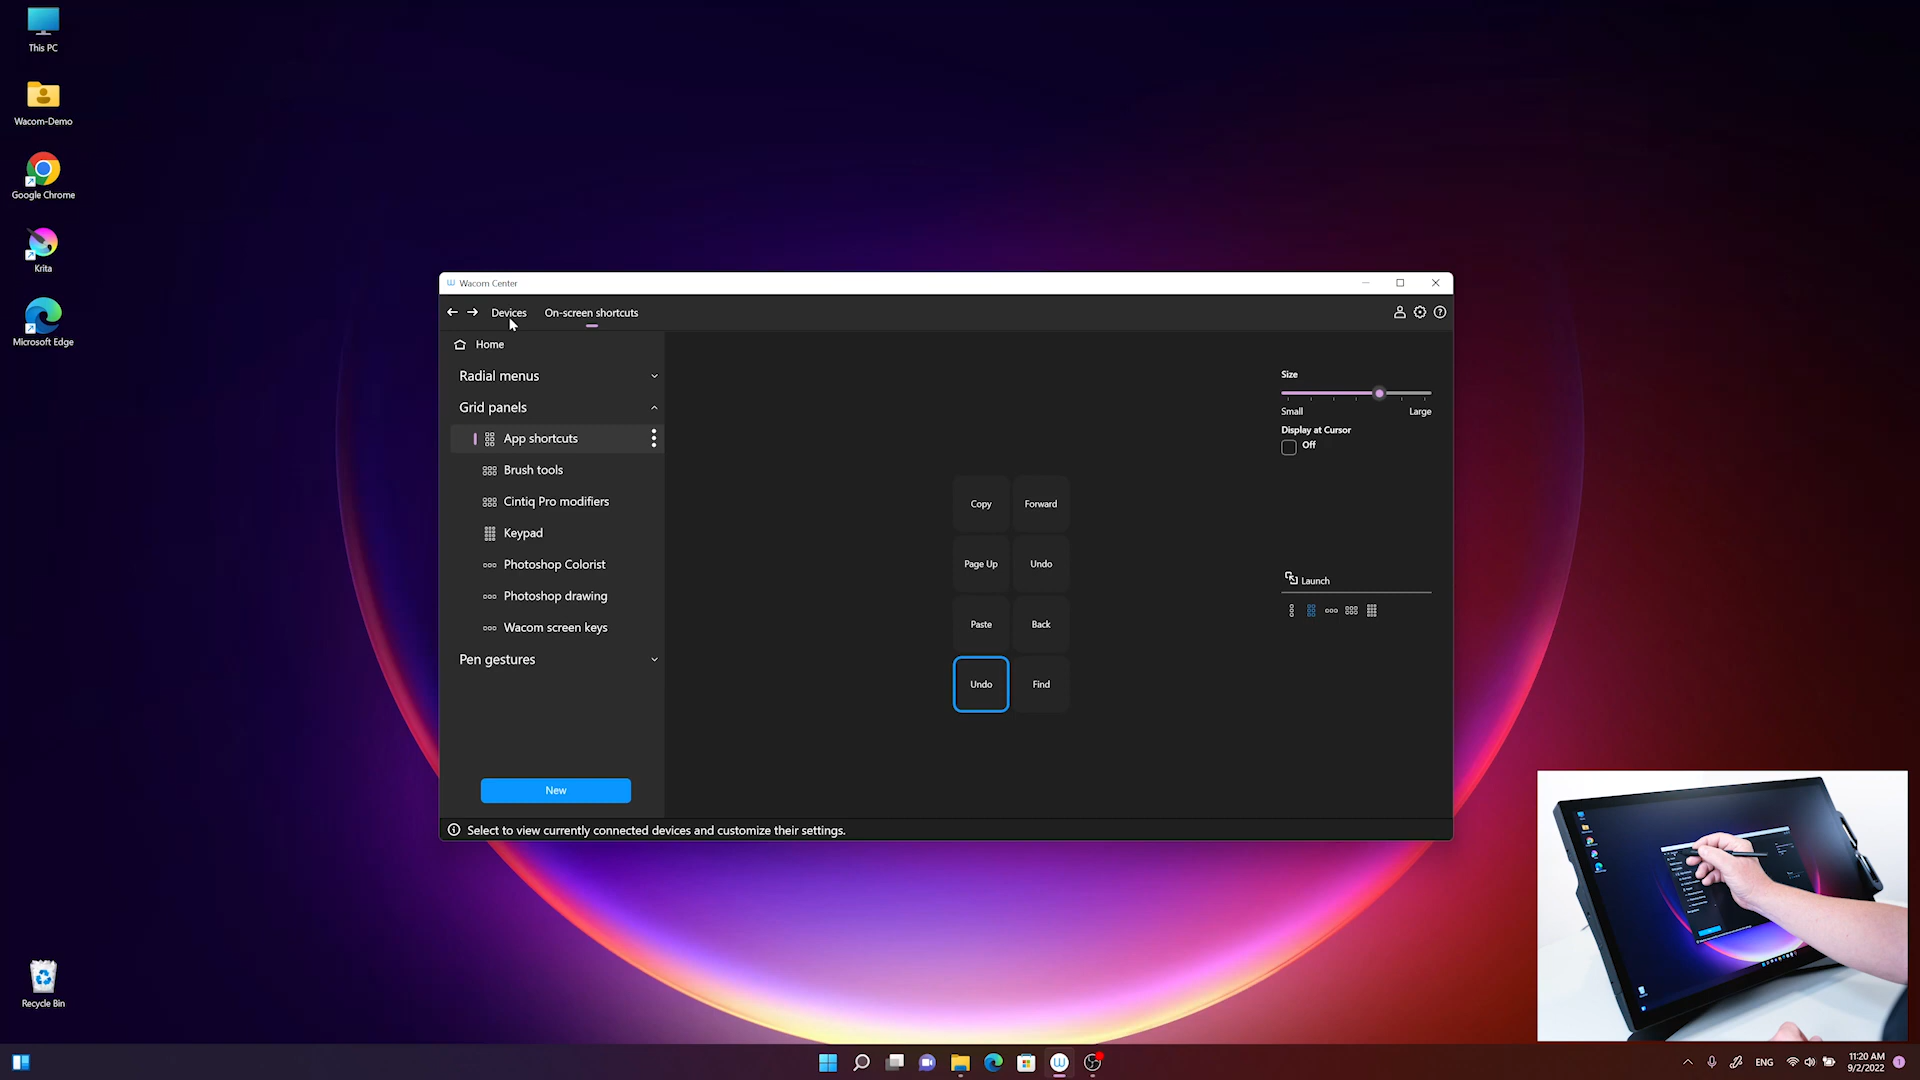 This PC
Wacom-Demo
Google Chrome
Krita
Microsoft Edge
Recycle Bin
Wacom Center
Devices
On-screen shortcuts
Home
Radial menus
Grid panels
App shortcuts
Brush tools
Cintiq Pro modifiers
Keypad
Photoshop Colorist
Photoshop drawing
Wacom screen keys
Pen gestures
New
Copy
Forward
Page Up
Undo
Paste
Back
Undo
Find
Size
Small
Large
Display at Cursor
Off
Launch
Select to view currently connected devices and customize their settings.
ENG
11:20 AM
9/2/2022
1